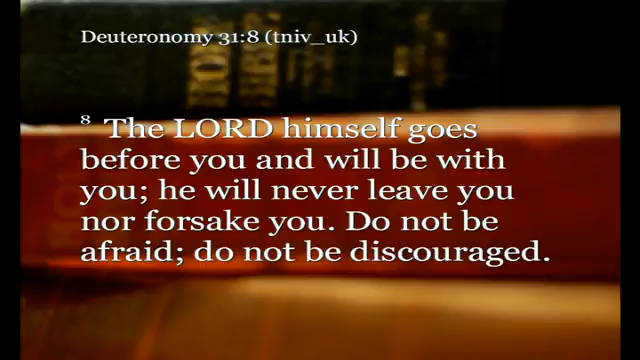 Deuteronomy 31:8 (tniv_uk)
8 The LORD himself goes
before you and will be with
you; he will never leave you
nor forsake you. Do not be
afraid; do not be discouraged.